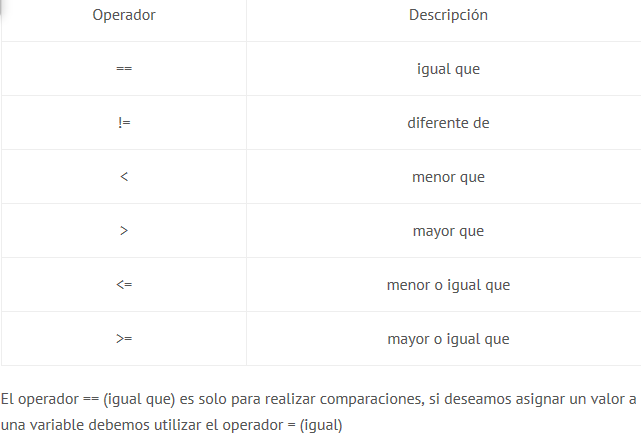 Operador Descripción
== igual que
!= diferente de
< menor que
> mayor que
<= menor o igual que
>= mayor o igual que
El operador == (igual que) es solo para realizar comparaciones, si deseamos asignar un valor a
una variable debemos utilizar el operador = (igual)